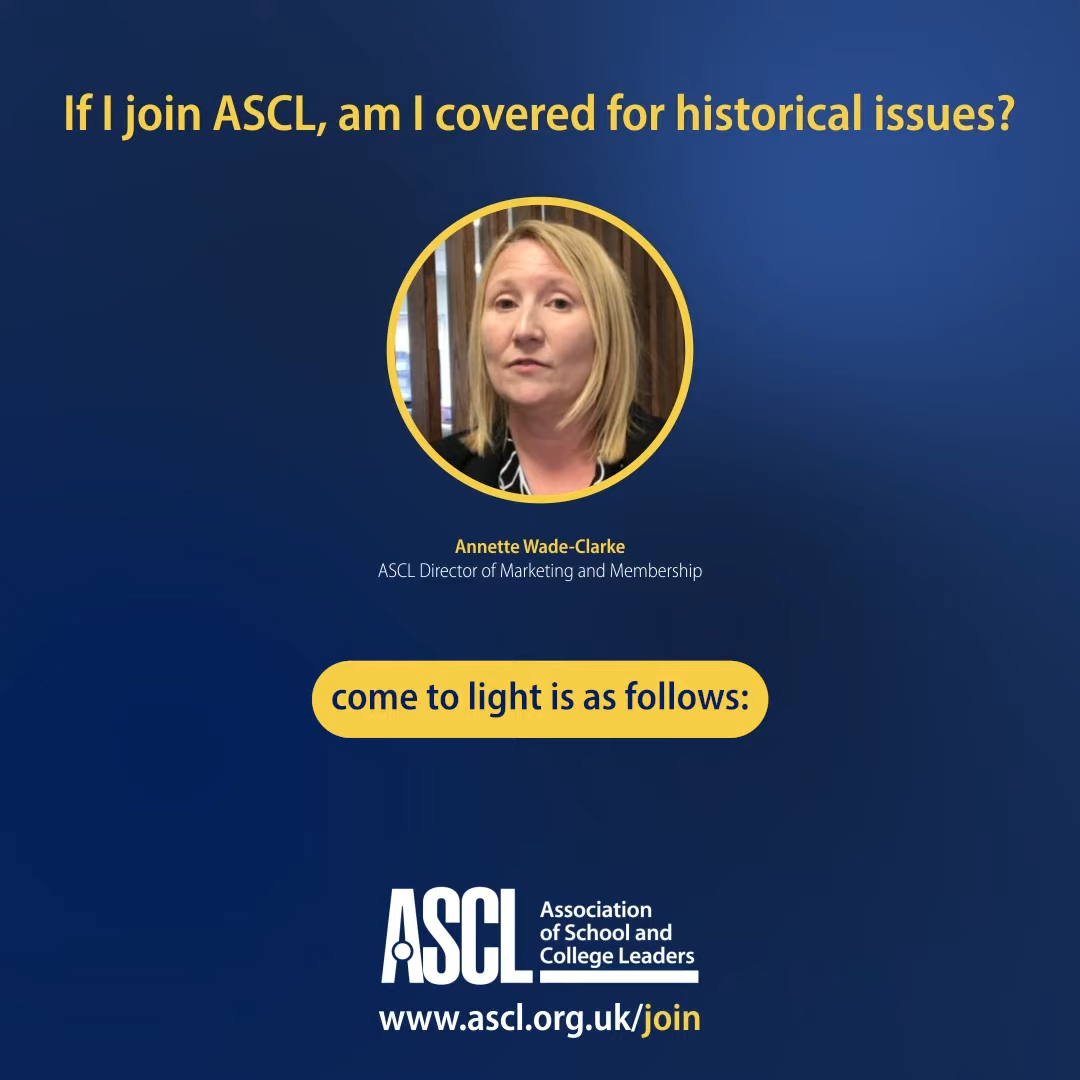 If I join ASCL, am I covered for historical issues?
Annette Wade-Clarke
ASCL Director of Marketing and Membership
come to light is as follows:
ASCL
Association
of School and
College Leaders
www.ascl.org.uk/join